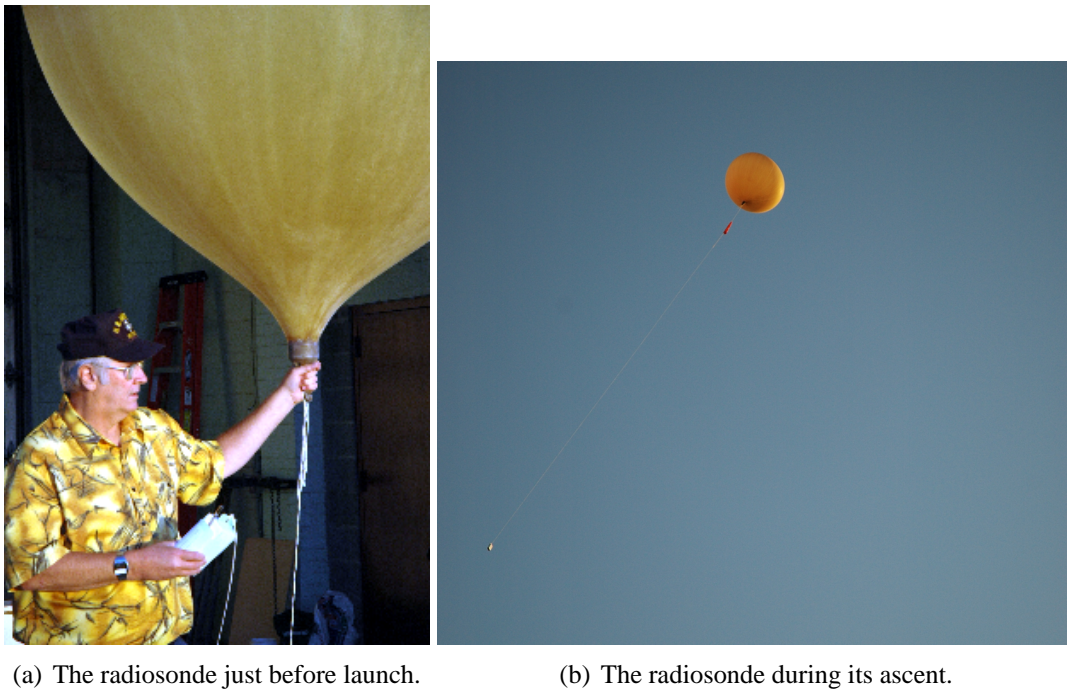 (a) The radiosonde just before launch.
(b) The radiosonde during its ascent.